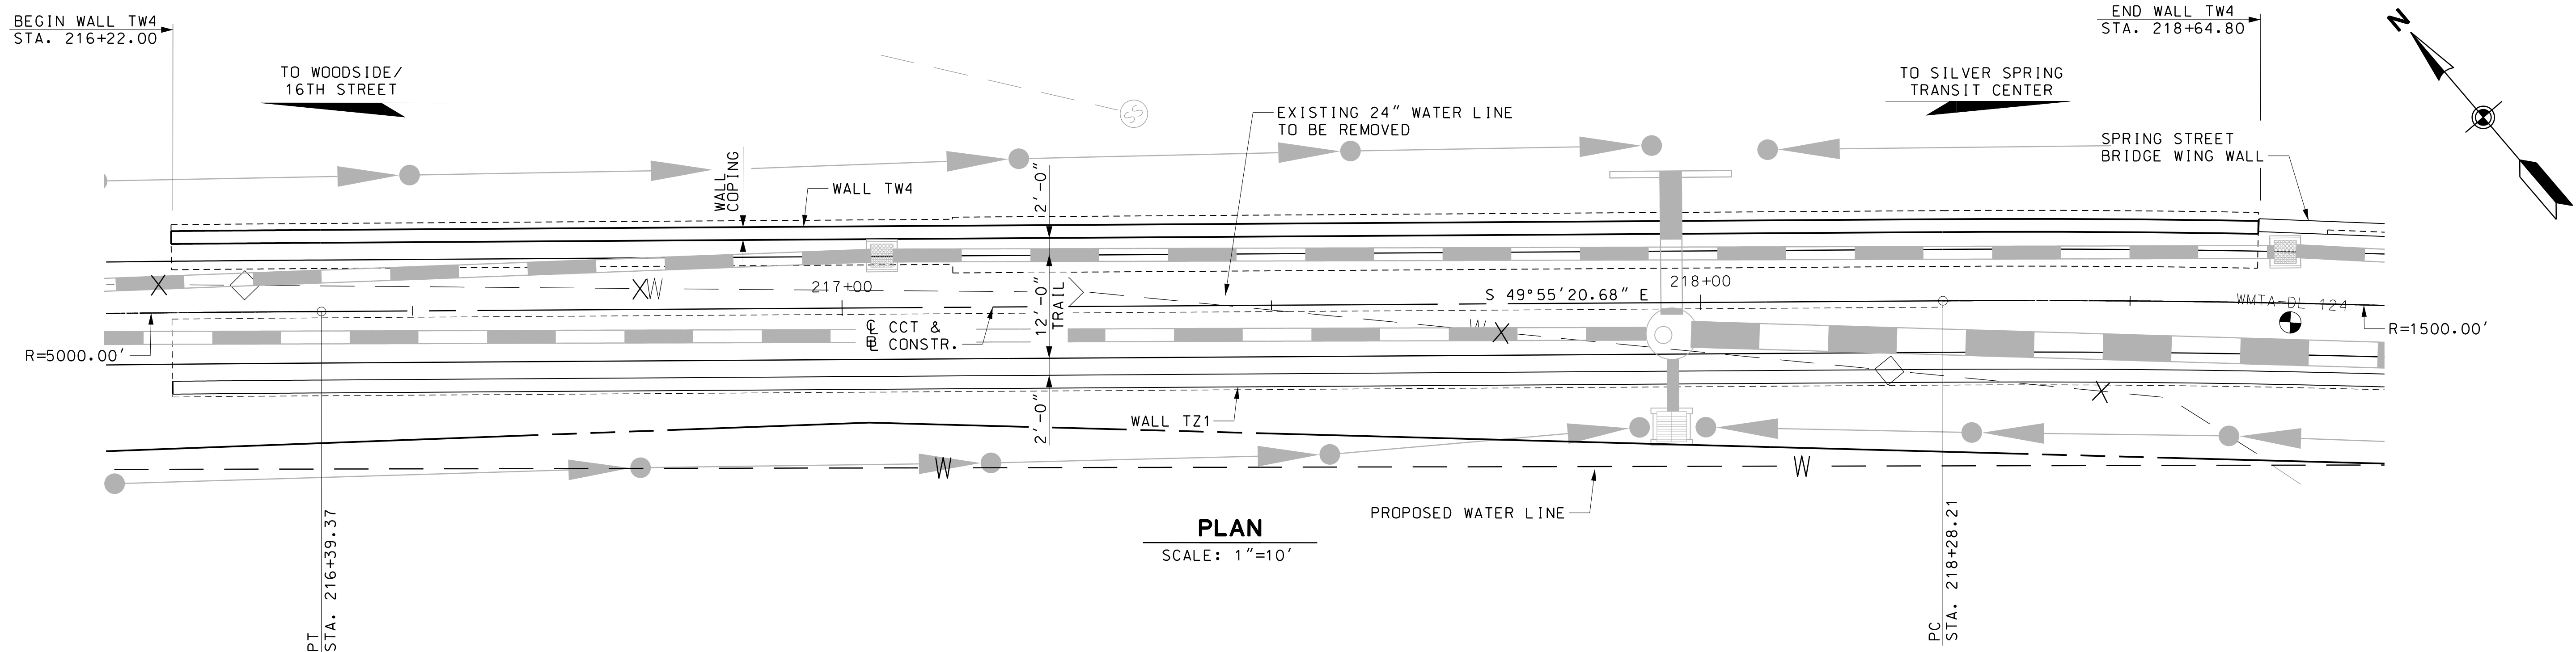 BEGIN WALL TW4
STA. 216+22.00
END WALL TW4
STA. 218+64.80
N
TO WOODSIDE/
16TH STREET
TO SILVER SPRING
TRANSIT CENTER
SS
EXISTING 24" WATER LINE
TO BE REMOVED
SPRING STREET
BRIDGE WING WALL
WALL
COPING
WALL TW4
2'-0"
217+00
218+00
S 49°55'20.68" E
WMTA-DL 124
W
12'-0"
TRAIL
W
℄ CCT &
BL CONSTR.
R=5000.00'
R=1500.00'
2'-0"
WALL TZ1
W
W
PROPOSED WATER LINE
PLAN
SCALE: 1"=10'
PT
STA. 216+39.37
PC
STA. 218+28.21